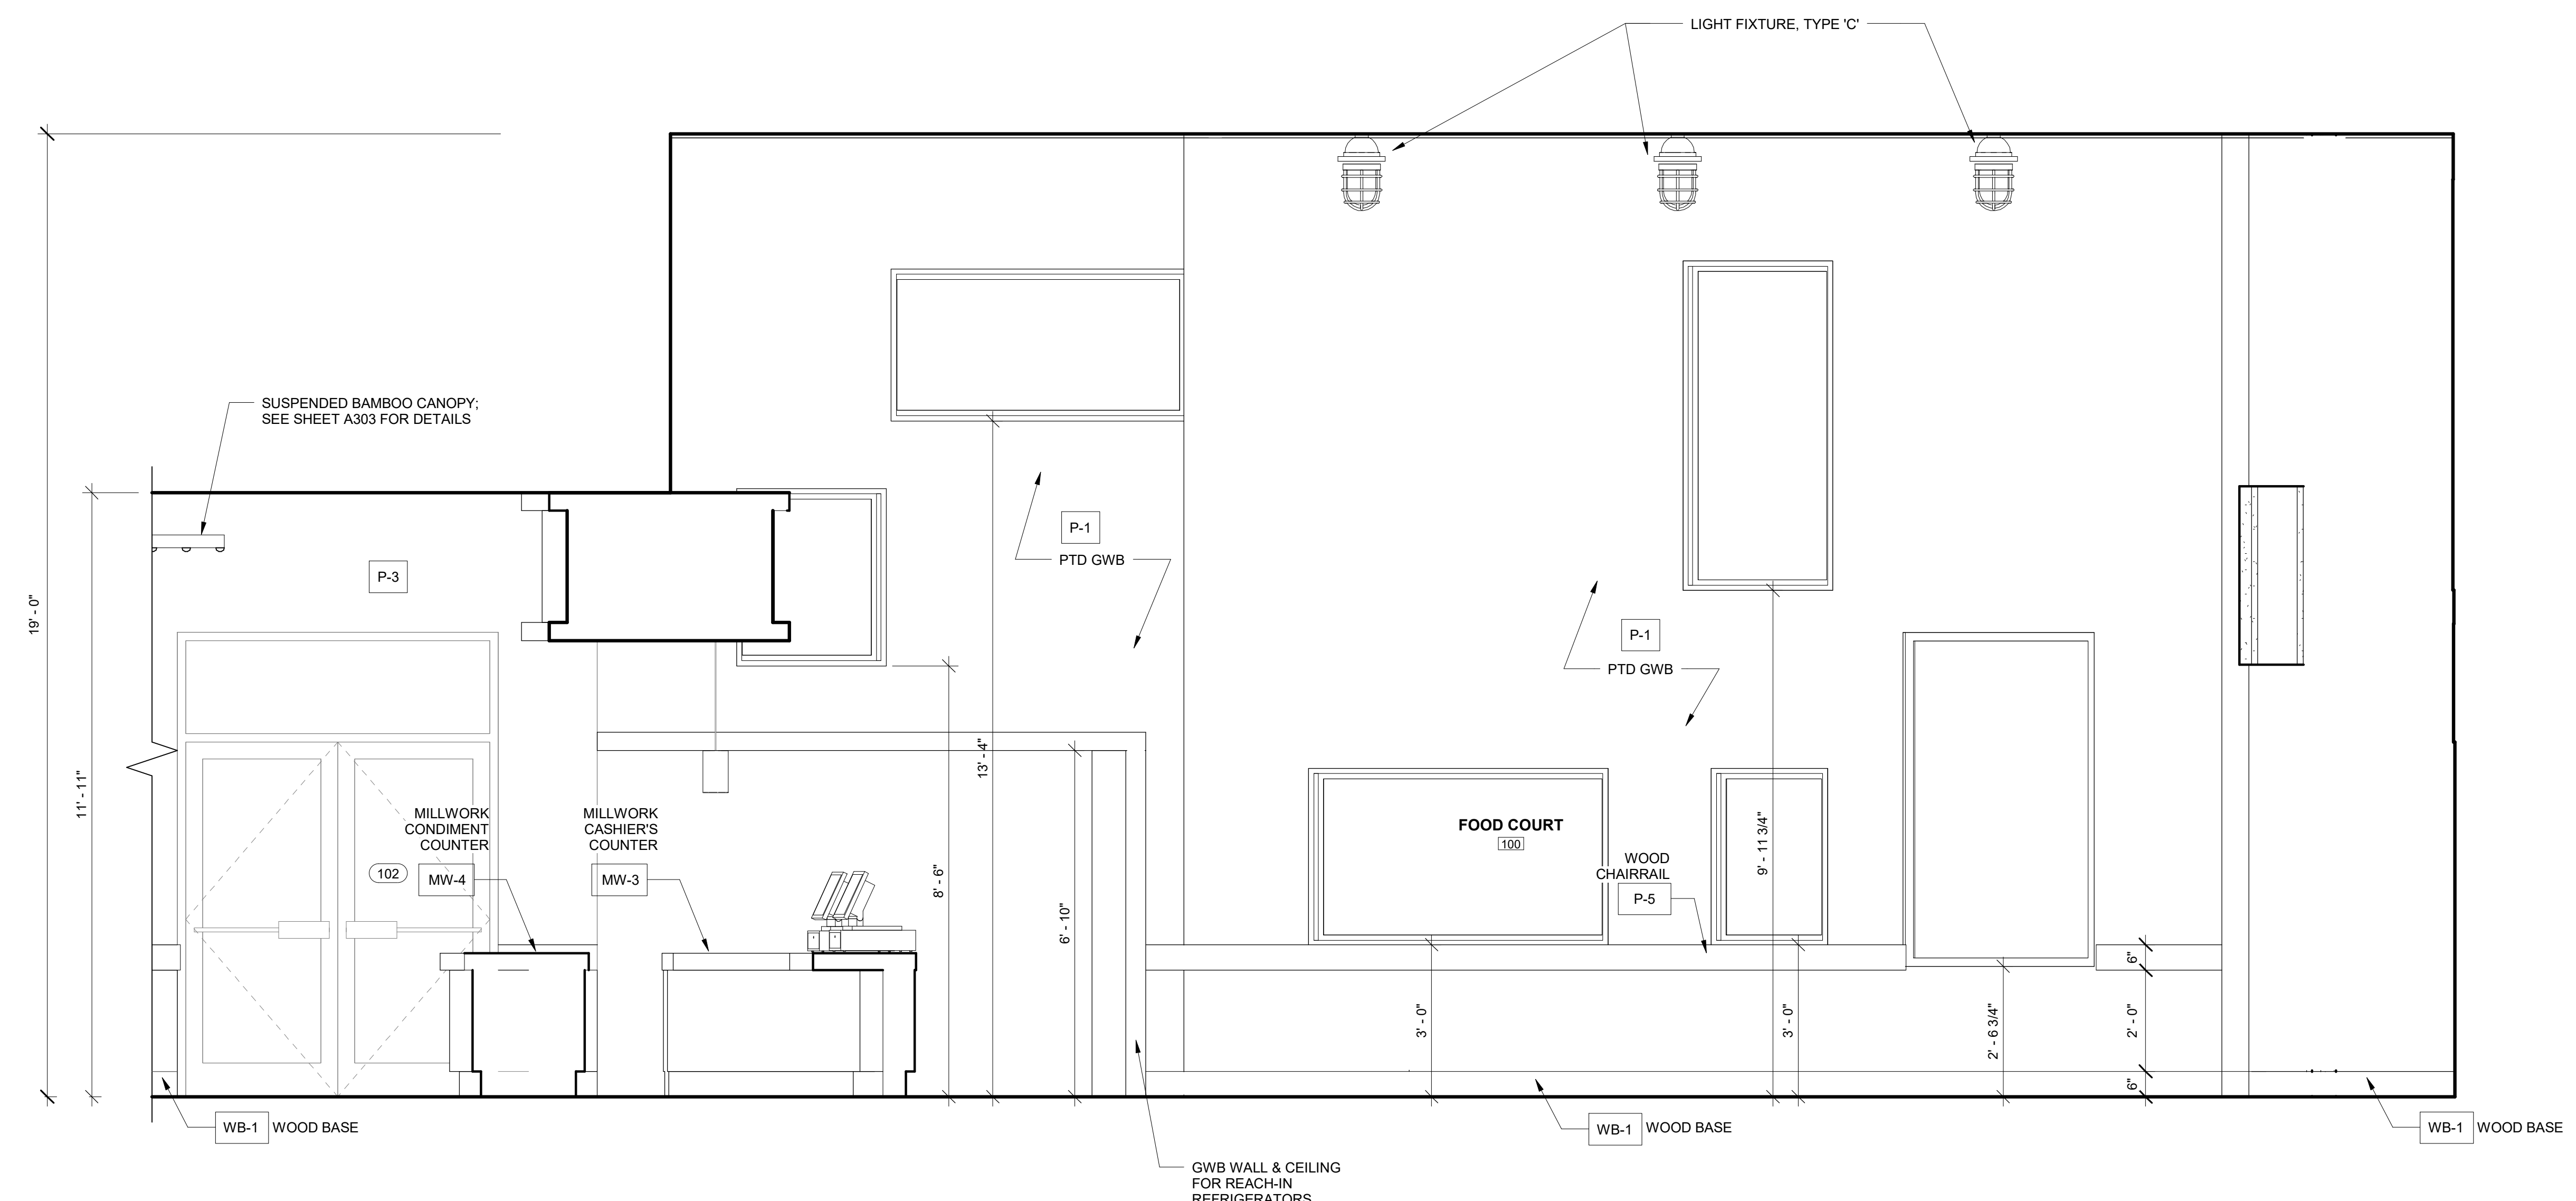 LIGHT FIXTURE, TYPE 'C'
SUSPENDED BAMBOO CANOPY;
SEE SHEET A303 FOR DETAILS
19' - 0"
11' - 11"
P-3
P-1
PTD GWB
P-1
PTD GWB
MILLWORK
CONDIMENT
COUNTER
102
MW-4
MILLWORK
CASHIER'S
COUNTER
MW-3
8' - 6"
13' - 4"
6' - 10"
FOOD COURT
100
WOOD
CHAIRRAIL
P-5
9' - 11 3/4"
3' - 0"
3' - 0"
2' - 6 3/4"
6"
2' - 0"
6"
WB-1 WOOD BASE
WB-1 WOOD BASE
WB-1 WOOD BASE
GWB WALL & CEILING
FOR REACH-IN
REFRIGERATORS